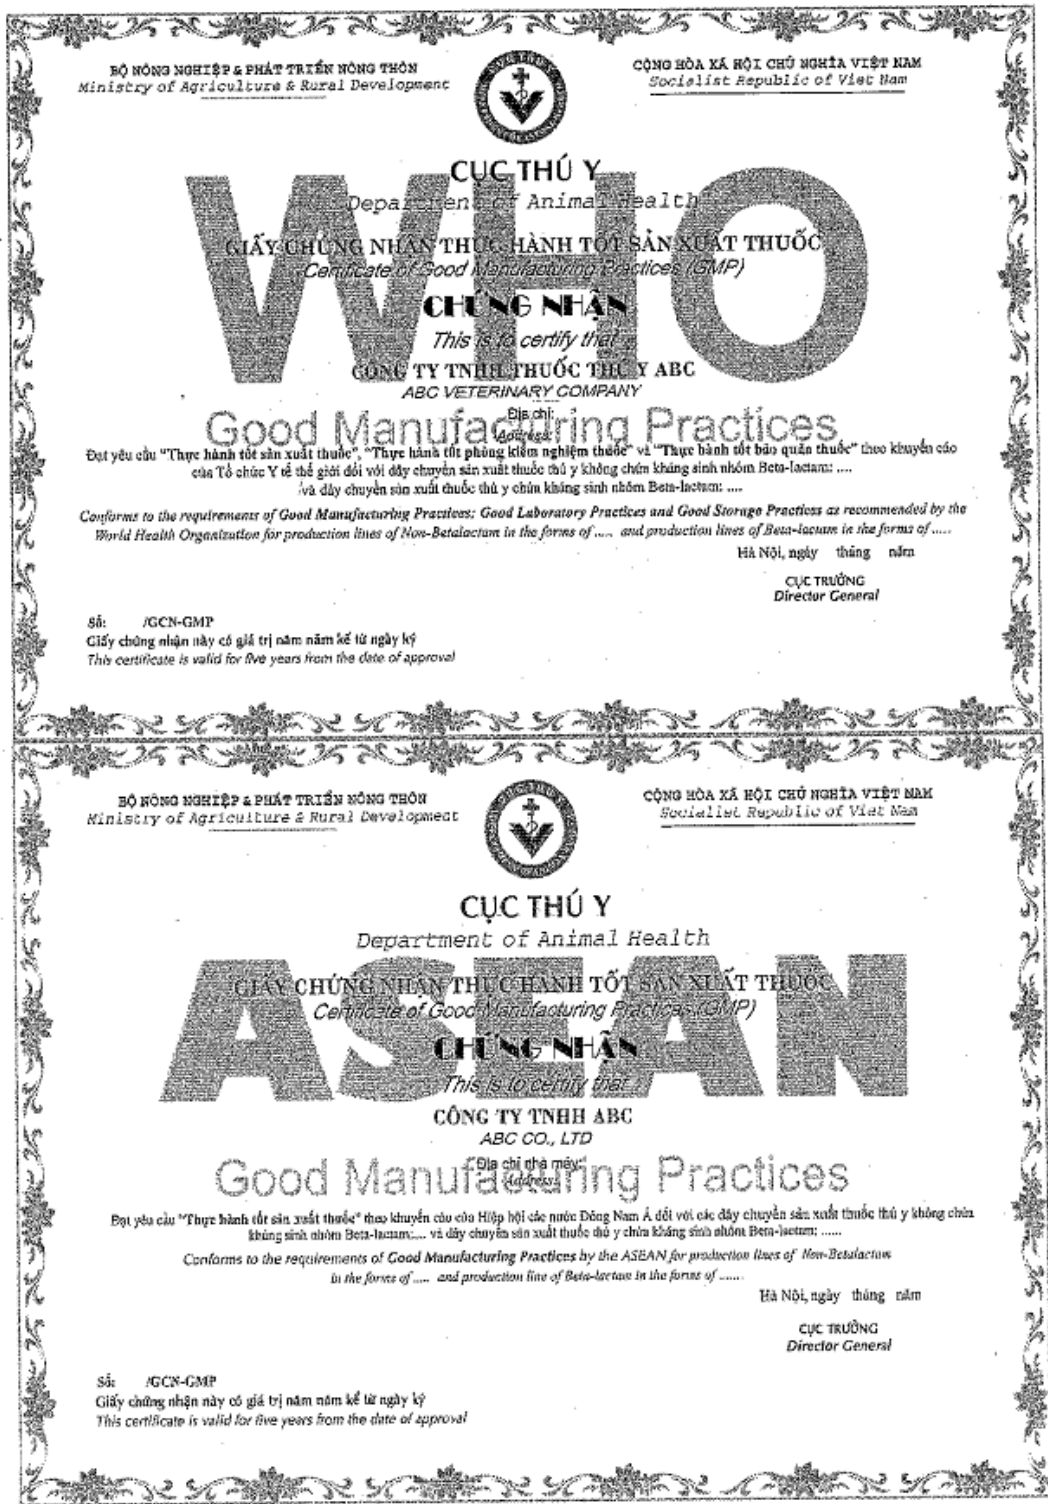 BỘ NÔNG NGHIỆP & PHÁT TRIỂN NÔNG THÔN
Ministry of Agriculture & Rural Development
CỘNG HÒA XÃ HỘI CHỦ NGHĨA VIỆT NAM
Socialist Republic of Viet Nam
CỤC THÚ Y
Department of Animal Health
WHO
GIẤY CHỨNG NHẬN THỰC HÀNH TỐT SẢN XUẤT THUỐC
Certificate of Good Manufacturing Practices (GMP)
CHỨNG NHẬN
This is to certify that
CÔNG TY TNHH THUỐC THÚ Y ABC
ABC VETERINARY COMPANY
Địa chỉ:
Good Manufacturing Practices
Address:
Đạt yêu cầu "Thực hành tốt sản xuất thuốc", "Thực hành tốt phòng kiểm nghiệm thuốc" và "Thực hành tốt bảo quản thuốc" theo khuyến cáo
của Tổ chức Y tế thế giới đối với dây chuyền sản xuất thuốc thú y không chứa kháng sinh nhóm Beta-lactam: ....
và dây chuyền sản xuất thuốc thú y chứa kháng sinh nhóm Beta-lactam: ....
Conforms to the requirements of Good Manufacturing Practices; Good Laboratory Practices and Good Storage Practices as recommended by the
World Health Organization for production lines of Non-Betalactam in the forms of ..... and production lines of Beta-lactam in the forms of .....
Hà Nội, ngày tháng năm
CỤC TRƯỞNG
Director General
Số: /GCN-GMP
Giấy chứng nhận này có giá trị năm năm kể từ ngày ký
This certificate is valid for five years from the date of approval
BỘ NÔNG NGHIỆP & PHÁT TRIỂN NÔNG THÔN
Ministry of Agriculture & Rural Development
CỘNG HÒA XÃ HỘI CHỦ NGHĨA VIỆT NAM
Socialist Republic of Viet Nam
CỤC THÚ Y
Department of Animal Health
ASEAN
GIẤY CHỨNG NHẬN THỰC HÀNH TỐT SẢN XUẤT THUỐC
Certificate of Good Manufacturing Practices (GMP)
CHỨNG NHẬN
This is to certify that
CÔNG TY TNHH ABC
ABC CO., LTD
Địa chỉ nhà máy:
Good Manufacturing Practices
Address:
Đạt yêu cầu "Thực hành tốt sản xuất thuốc" theo khuyến cáo của Hiệp hội các nước Đông Nam Á đối với các dây chuyền sản xuất thuốc thú y không chứa
kháng sinh nhóm Beta-lactam:.... và dây chuyền sản xuất thuốc thú y chứa kháng sinh nhóm Beta-lactam: ......
Conforms to the requirements of Good Manufacturing Practices by the ASEAN for production lines of Non-Betalactam
in the forms of ..... and production line of Beta-lactam in the forms of ......
Hà Nội, ngày tháng năm
CỤC TRƯỞNG
Director General
Số: /GCN-GMP
Giấy chứng nhận này có giá trị năm năm kể từ ngày ký
This certificate is valid for five years from the date of approval